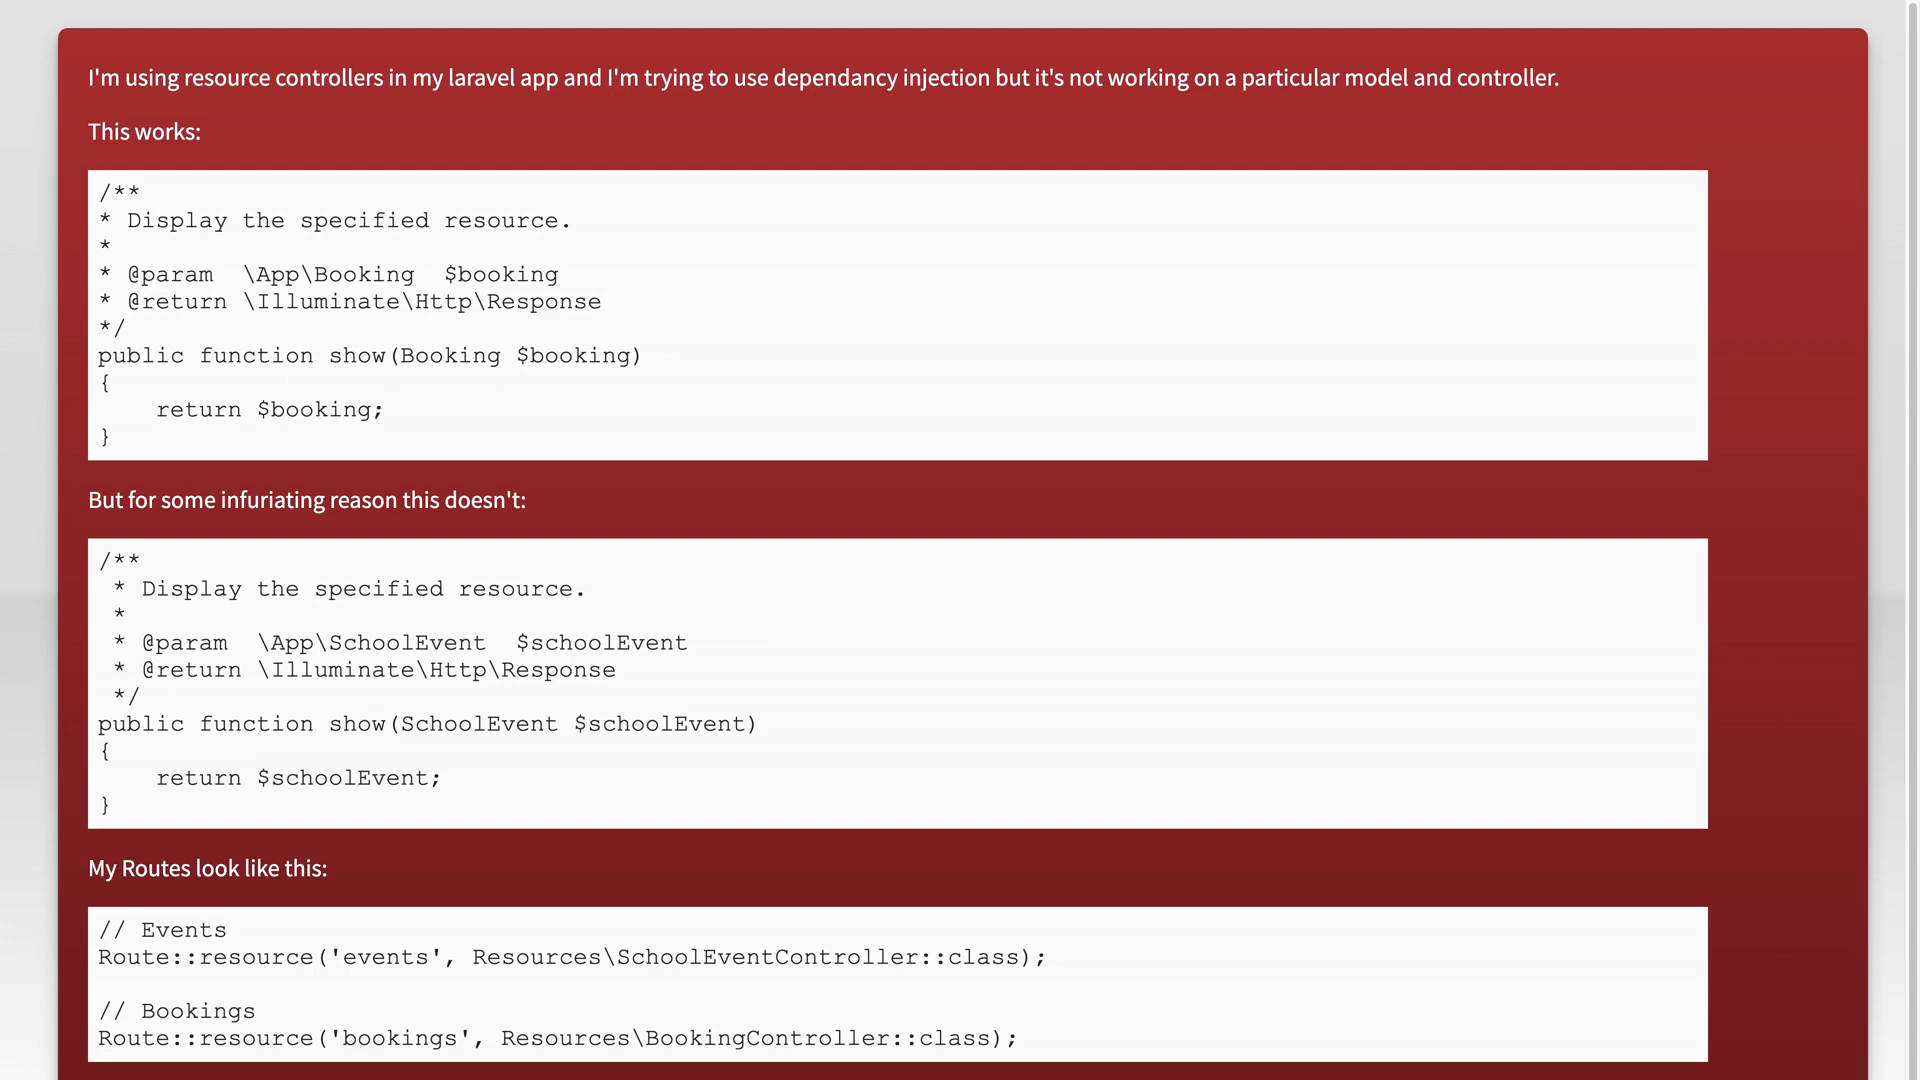 I'm using resource controllers in my laravel app and I'm trying to use dependancy injection but it's not working on a particular model and controller.
This works:
/**
* Display the specified resource.
*
* @param  \App\Booking  $booking
* @return \Illuminate\Http\Response
*/
public function show(Booking $booking)
{
    return $booking;
}
But for some infuriating reason this doesn't:
/**
 * Display the specified resource.
 *
 * @param  \App\SchoolEvent  $schoolEvent
 * @return \Illuminate\Http\Response
 */
public function show(SchoolEvent $schoolEvent)
{
    return $schoolEvent;
}
My Routes look like this:
// Events
Route::resource('events', Resources\SchoolEventController::class);
// Bookings
Route::resource('bookings', Resources\BookingController::class);